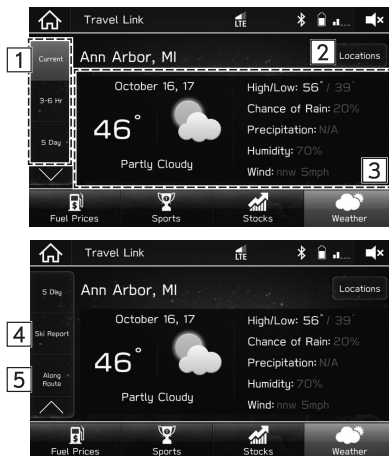 Travel Link
LTE
1
Current
Ann Arbor, MI
2
Locations
3-6 Hr
5 Day
October 16, 17
46°
Partly Cloudy
High/Low: 56° / 39°
Chance of Rain: 20%
Precipitation: N/A
Humidity: 70%
Wind: nnw 5mph
3
Fuel Prices
Sports
Stocks
Weather
Travel Link
LTE
5 Day
Ann Arbor, MI
Locations
4
Ski Report
5
Along
Route
October 16, 17
46°
Partly Cloudy
High/Low: 56° / 39°
Chance of Rain: 20%
Precipitation: N/A
Humidity: 70%
Wind: nnw 5mph
Fuel Prices
Sports
Stocks
Weather